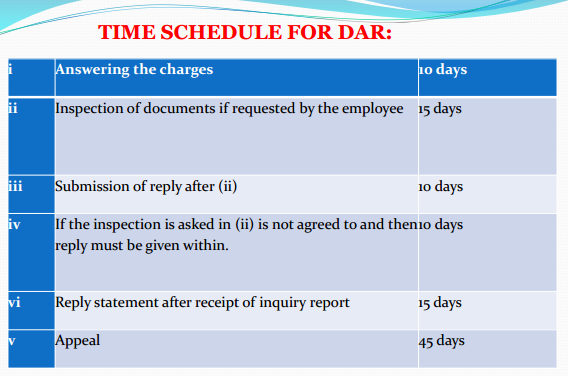 TIME SCHEDULE FOR DAR:
i Answering the charges 10 days
ii Inspection of documents if requested by the employee 15 days
iii Submission of reply after (ii) 10 days
iv If the inspection is asked in (ii) is not agreed to and then 10 days
reply must be given within.
vi Reply statement after receipt of inquiry report 15 days
v Appeal 45 days